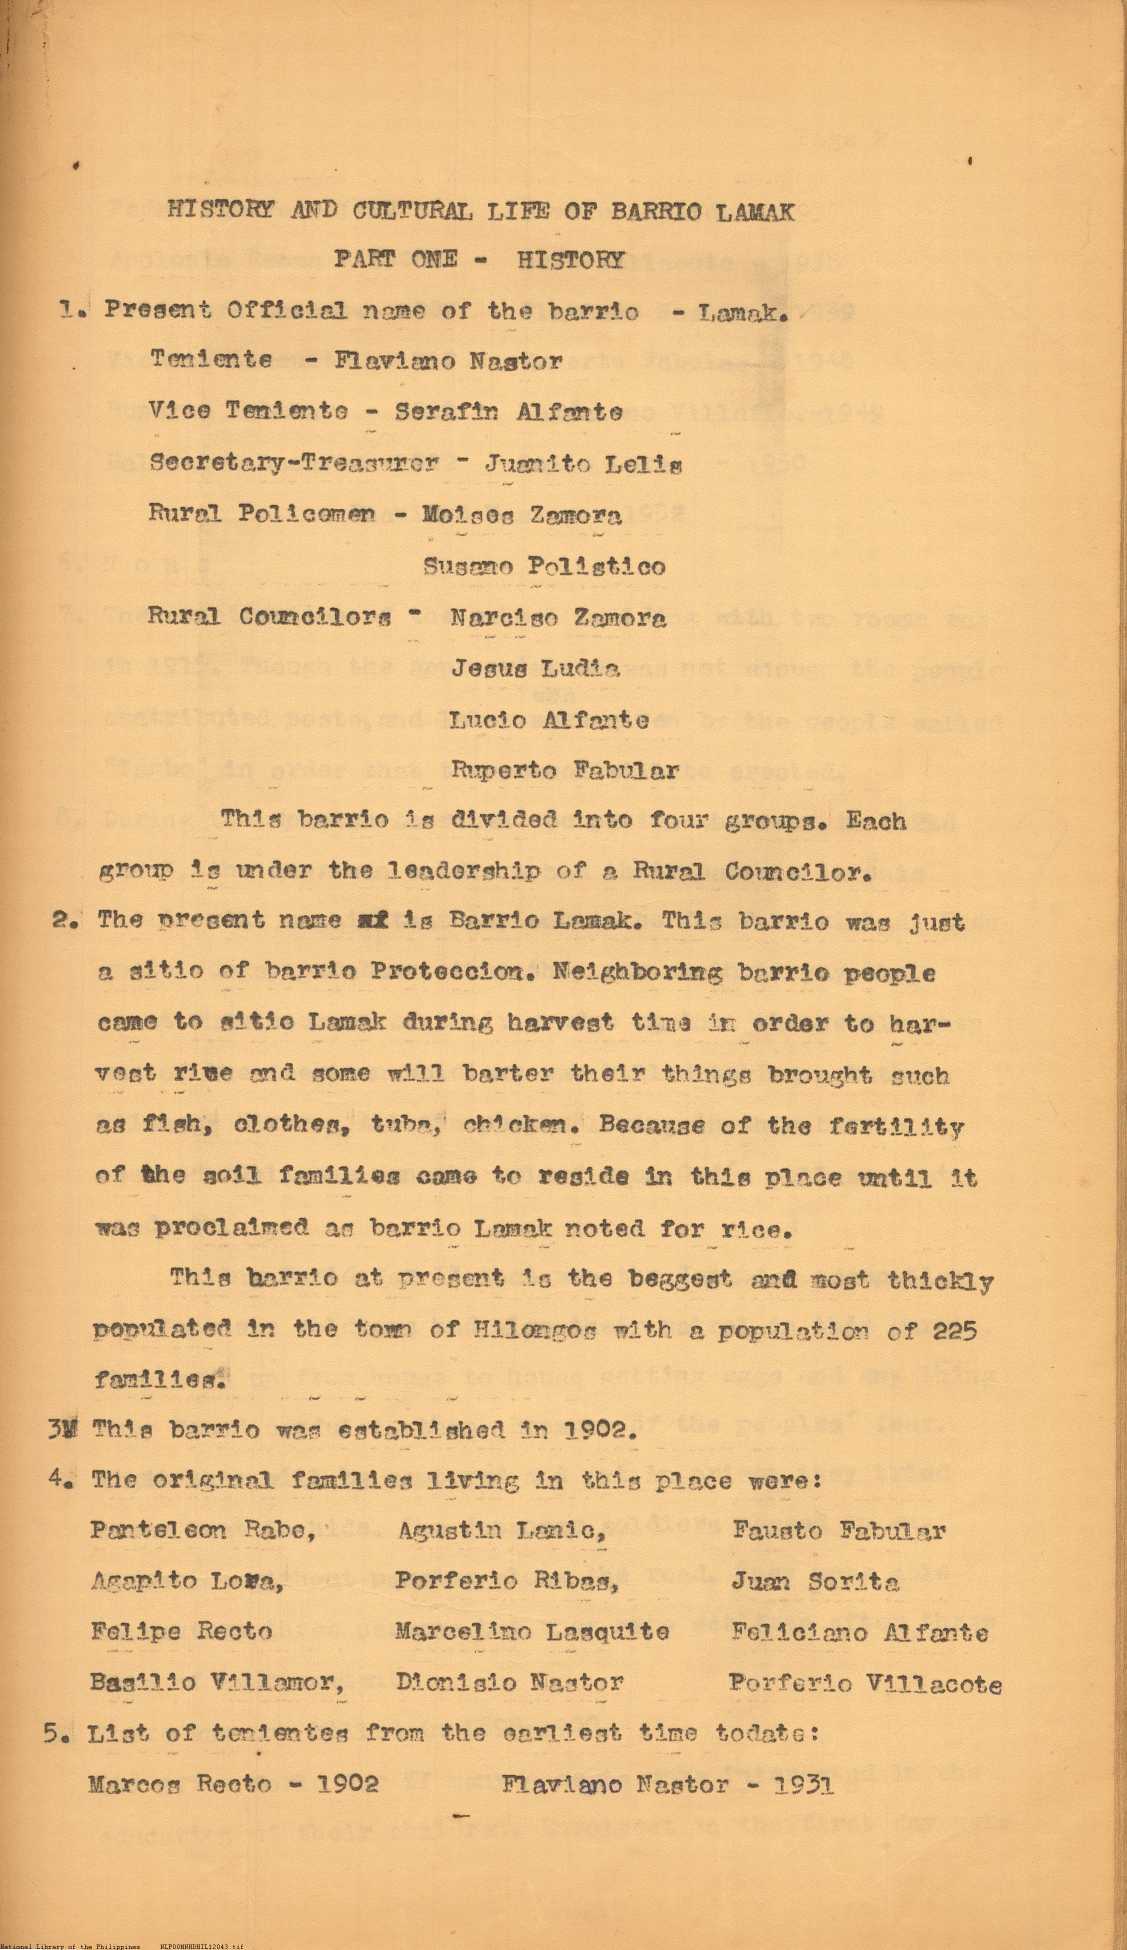 HISTORY AND CULTURAL LIFE OF BARRIO LAMAK
PART ONE - HISTORY
1. Present Official name of the barrio - Lamak.
Teniente - Flaviano Nastor
Vice Teniente - Serafin Alfante
Secretary-Treasurer - Juanito Lelis
Rural Policemen - Moises Zamora
Susano Polistico
Rural Councilors - Narciso Zamora
Jesus Ludia
Lucio Alfante
Ruperto Fabular
This barrio is divided into four groups. Each
group is under the leadership of a Rural Councilor.
2. The present name is Barrio Lamak. This barrio was just
a sitio of barrio Proteccion. Neighboring barrio people
came to sitio Lamak during harvest time in order to har-
vest rice and some will barter their things brought such
as fish, clothes, tuba, chicken. Because of the fertility
of the soil families came to reside in this place until it
was proclaimed as barrio Lamak noted for rice.
This barrio at present is the beggest and most thickly
populated in the town of Hilongos with a population of 225
families.
3. This barrio was established in 1902.
4. The original families living in this place were:
Panteleon Rabe, Agustin Lanic, Fausto Fabular
Agapito Lora, Porferio Ribas, Juan Sorita
Felipe Recto Marcelino Lasquite Feliciano Alfante
Basilio Villamor, Dionisio Nastor Porferio Villacote
5. List of tenientes from the earliest time todate:
Marcos Recto - 1902 Flaviano Nastor - 1931
National Library of the Philippines NLPOOMNHDHIL12043.tif